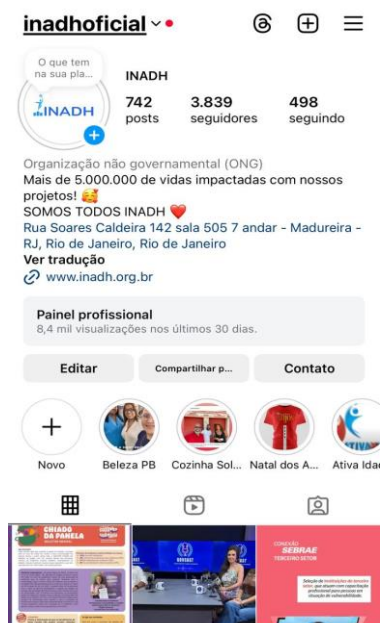 inadhoficial
O que tem
na sua pla...
INADH
INADH
742
posts
3.839
seguidores
498
seguindo
Organização não governamental (ONG)
Mais de 5.000.000 de vidas impactadas com nossos
projetos! 🥰
SOMOS TODOS INADH ❤️
Rua Soares Caldeira 142 sala 505 7 andar - Madureira -
RJ, Rio de Janeiro, Rio de Janeiro
Ver tradução
www.inadh.org.br
Painel profissional
8,4 mil visualizações nos últimos 30 dias.
Editar
Compartilhar p...
Contato
Novo
Beleza PB
Cozinha Sol...
Natal dos A...
Ativa Idad
CHIADO
DA PANELA
CONEXÃO
SEBRAE
TERCEIRO SETOR